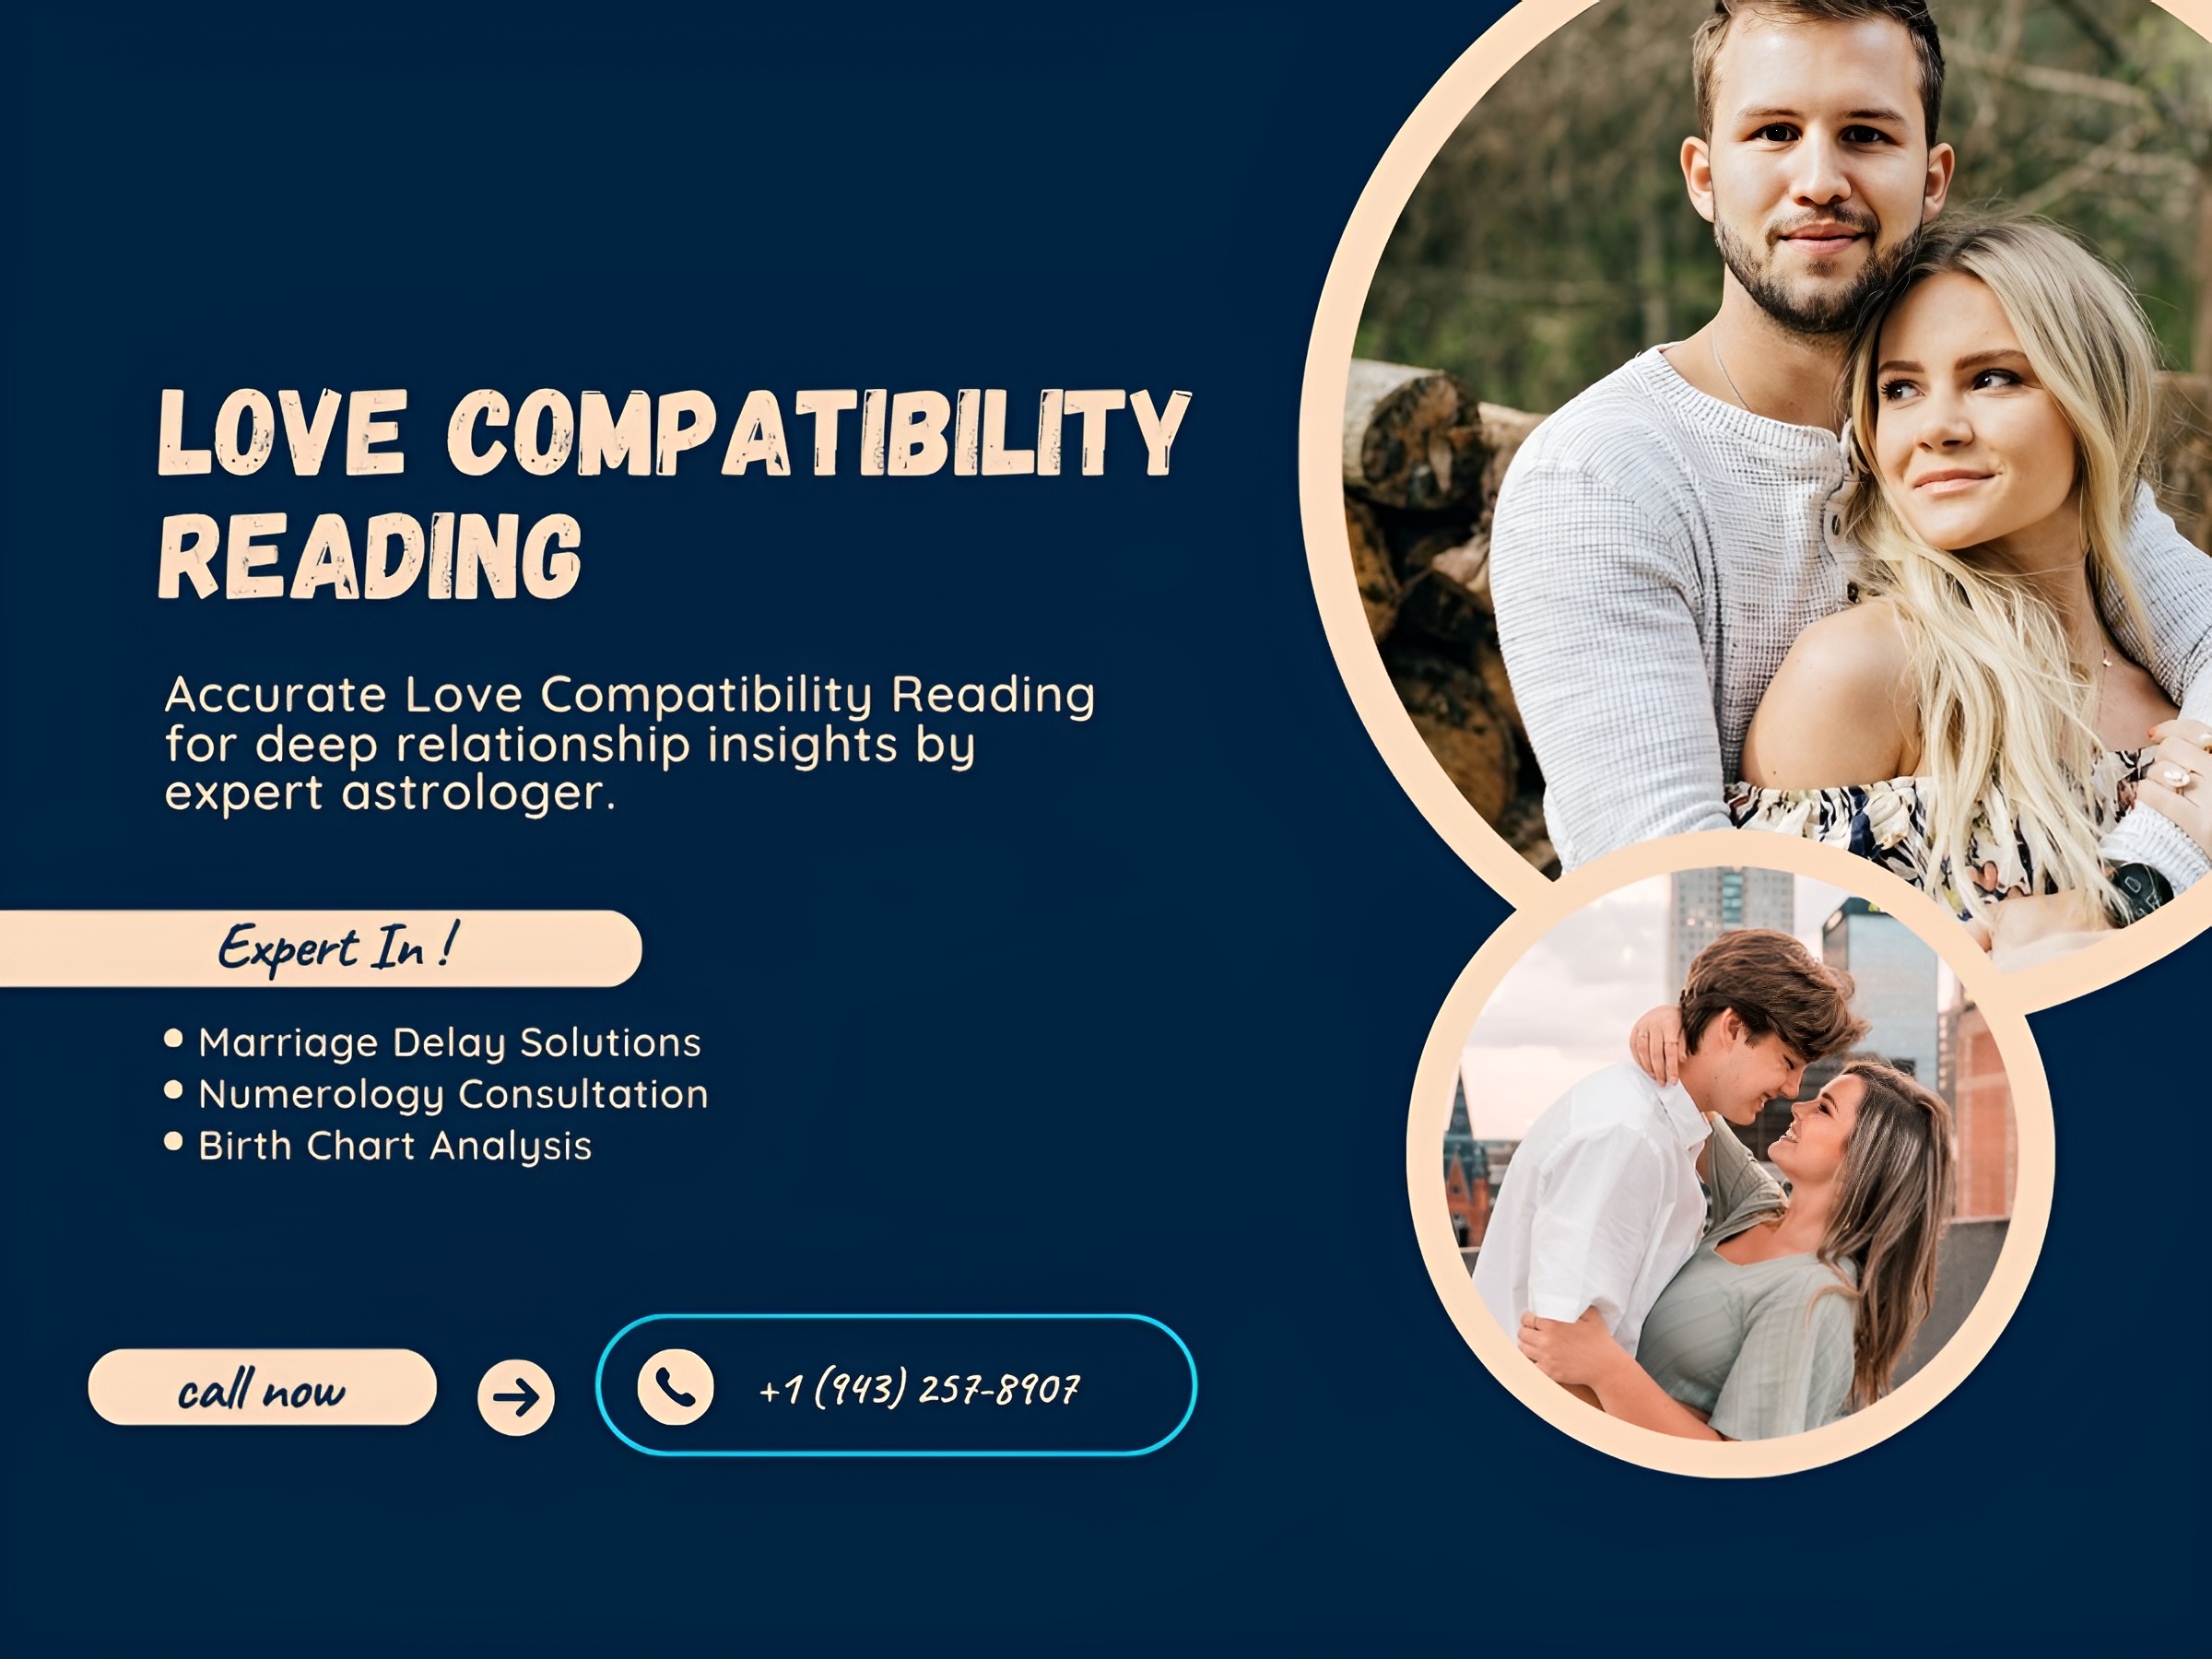 LOVE COMPATIBILITY
READING
Accurate Love Compatibility Reading
for deep relationship insights by
expert astrologer.
Expert In !
• Marriage Delay Solutions
• Numerology Consultation
• Birth Chart Analysis
call now
+1 (943) 257-8907